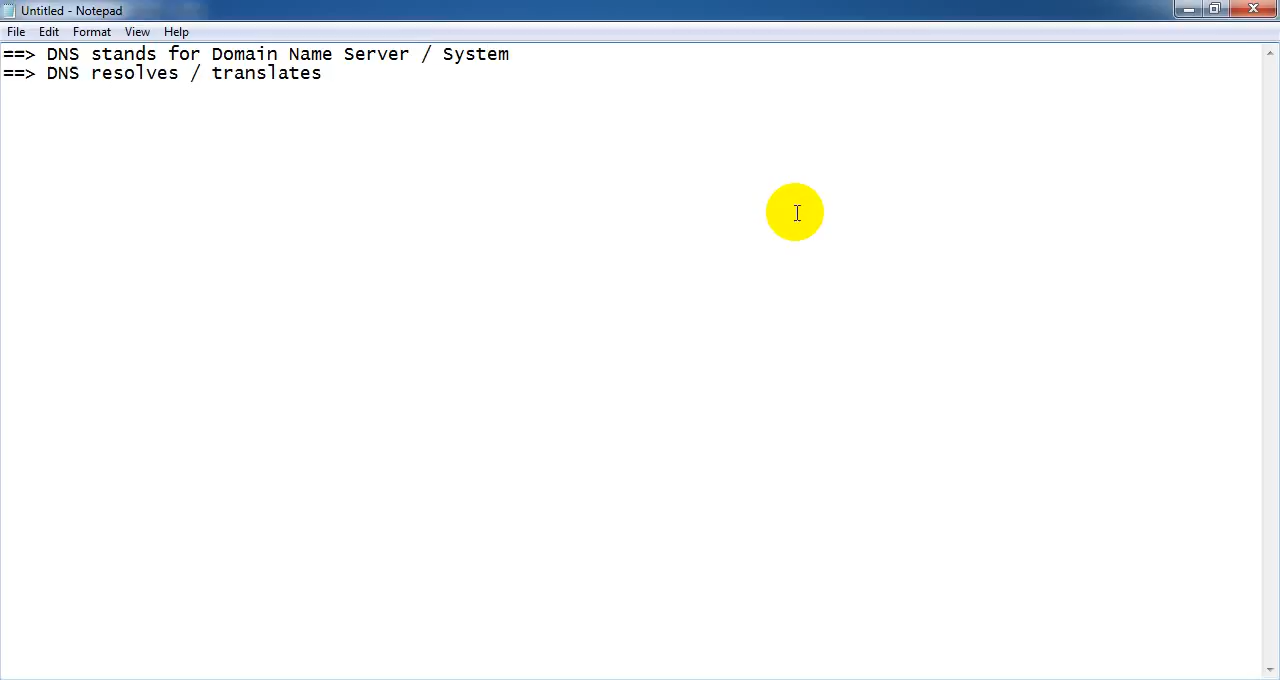 Untitled - Notepad
File Edit Format View Help
==> DNS stands for Domain Name Server / System
==> DNS resolves / translates